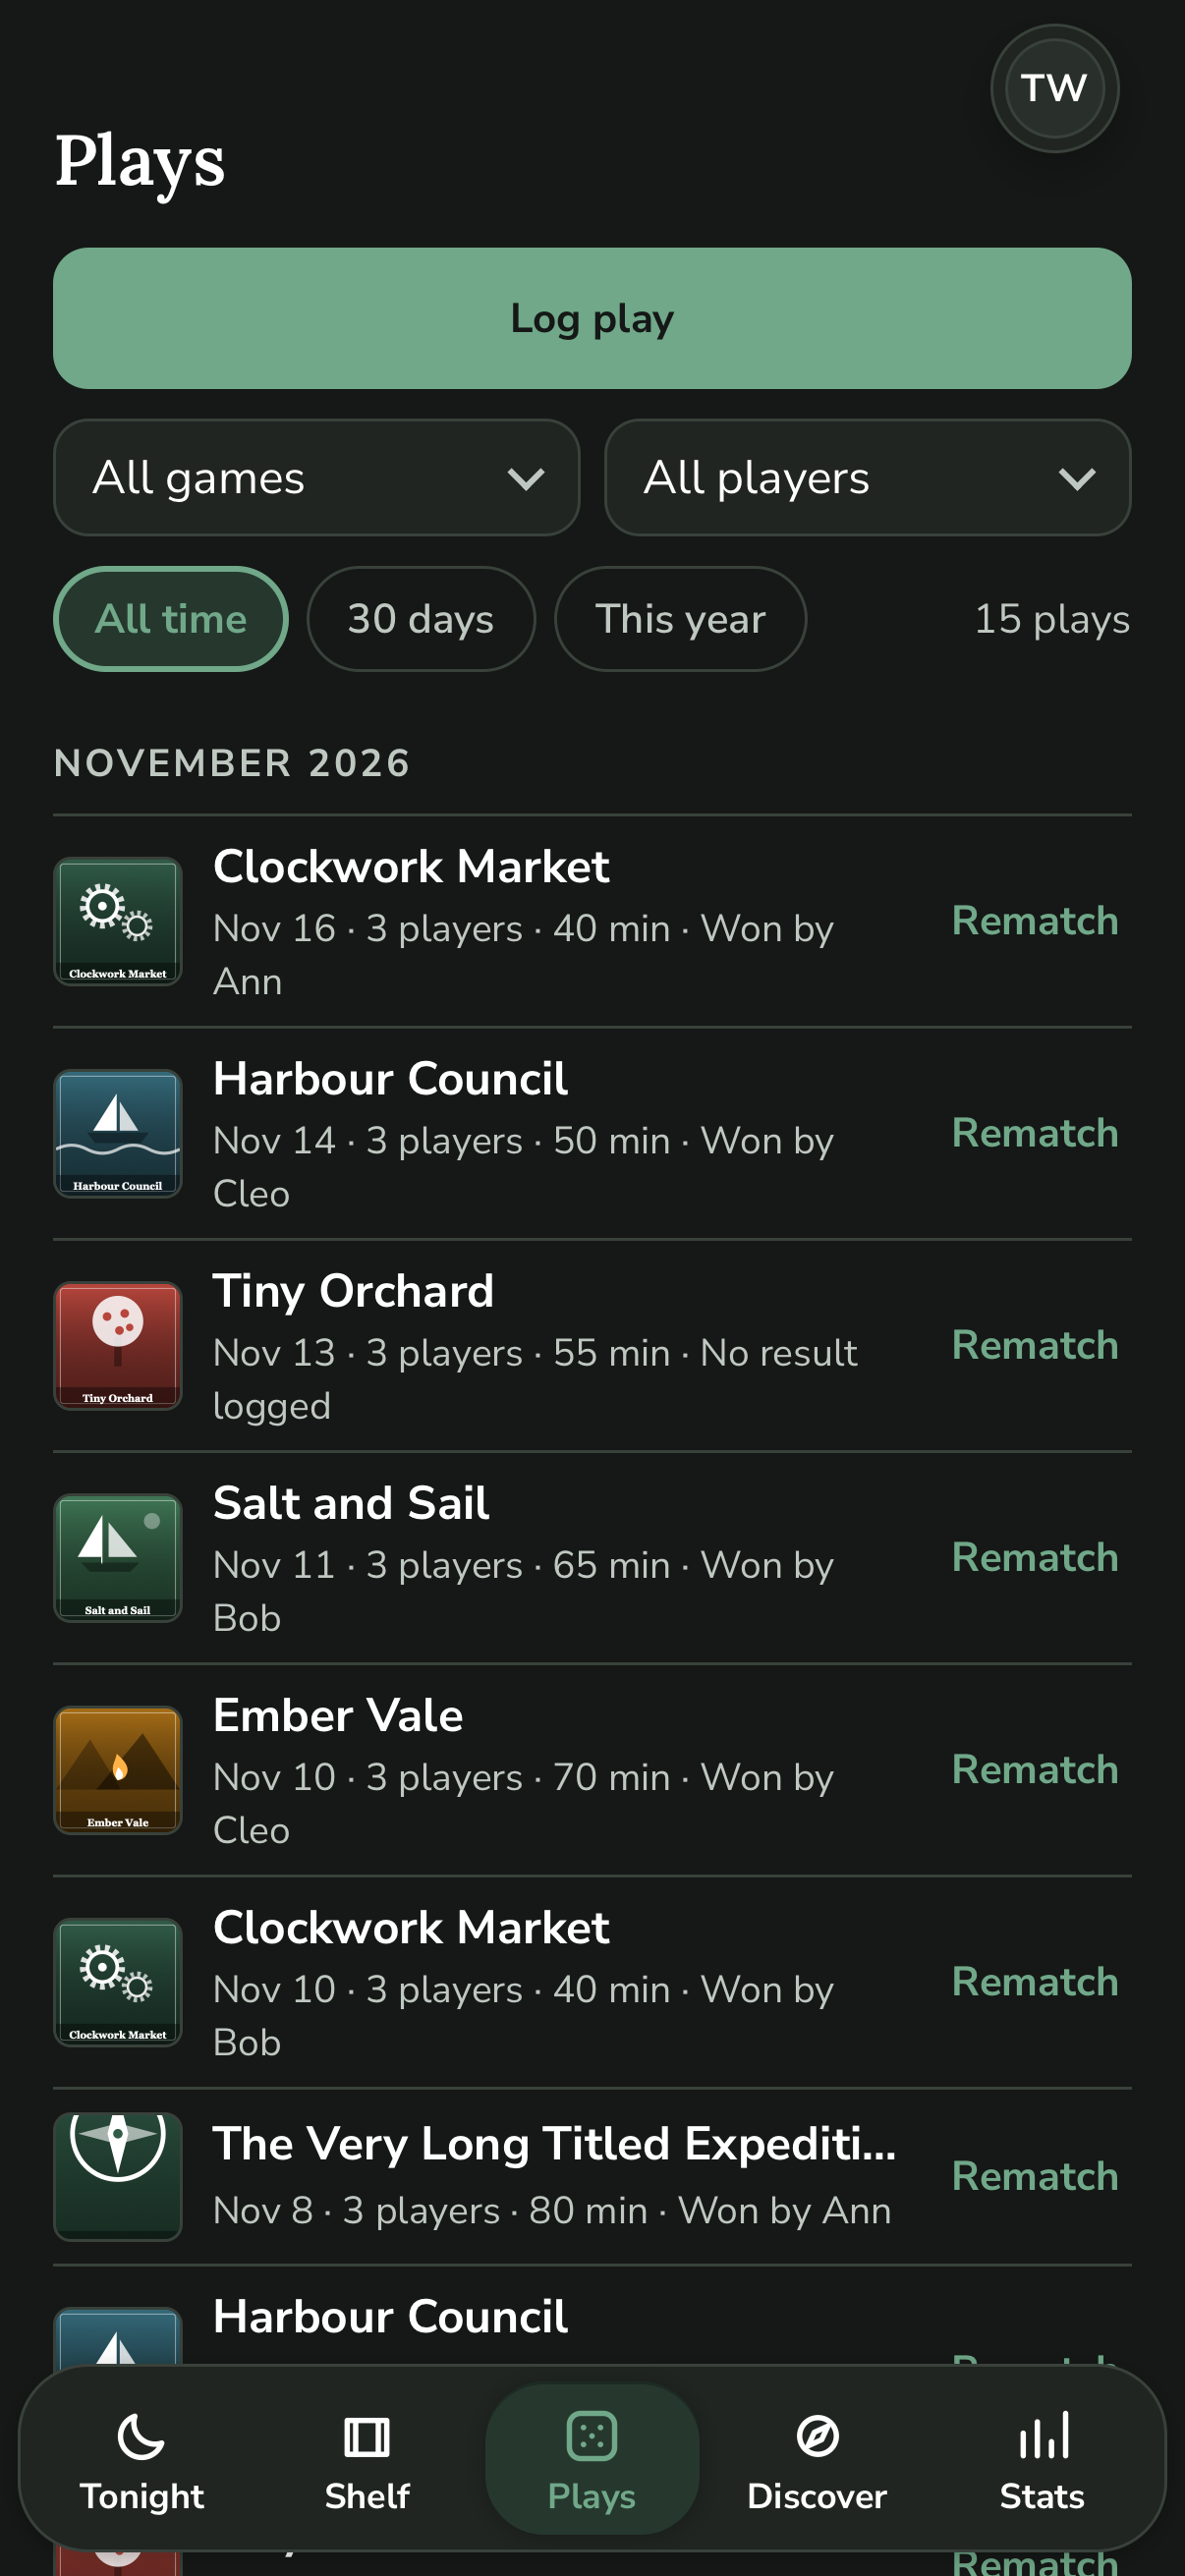 TW
Plays
Log play
All games
All players
All time
30 days
This year
15 plays
NOVEMBER 2026
Clockwork Market
Nov 16 · 3 players · 40 min · Won by
Ann
Rematch
Clockwork Market
Harbour Council
Nov 14 · 3 players · 50 min · Won by
Cleo
Rematch
Harbour Council
Tiny Orchard
Nov 13 · 3 players · 55 min · No result
logged
Rematch
Tiny Orchard
Salt and Sail
Nov 11 · 3 players · 65 min · Won by
Bob
Rematch
Salt and Sail
Ember Vale
Nov 10 · 3 players · 70 min · Won by
Cleo
Rematch
Ember Vale
Clockwork Market
Nov 10 · 3 players · 40 min · Won by
Bob
Rematch
Clockwork Market
The Very Long Titled Expediti...
Nov 8 · 3 players · 80 min · Won by Ann
Rematch
Harbour Council
Tonight
Shelf
Plays
Discover
Stats
Rematch